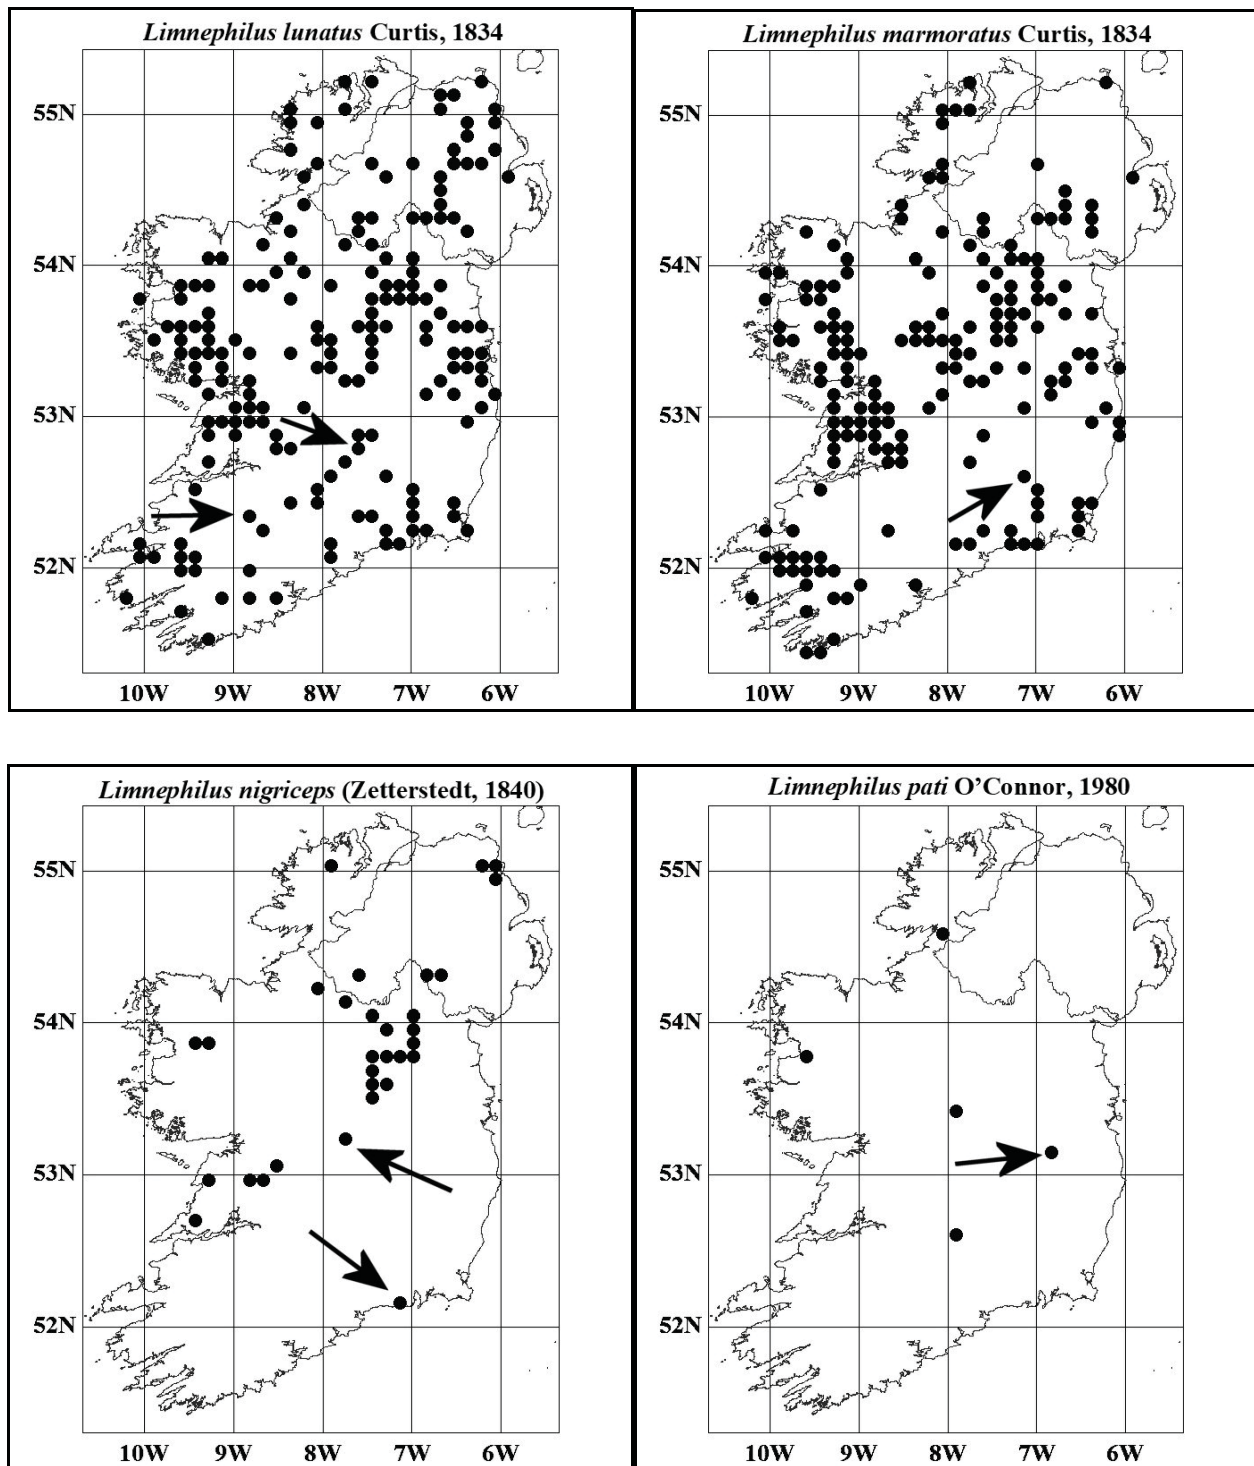 Limnephilus lunatus Curtis, 1834
55N
54N
53N
52N
10W 9W 8W 7W 6W
Limnephilus marmoratus Curtis, 1834
55N
54N
53N
52N
10W 9W 8W 7W 6W
Limnephilus nigriceps (Zetterstedt, 1840)
55N
54N
53N
52N
10W 9W 8W 7W 6W
Limnephilus pati O’Connor, 1980
55N
54N
53N
52N
10W 9W 8W 7W 6W